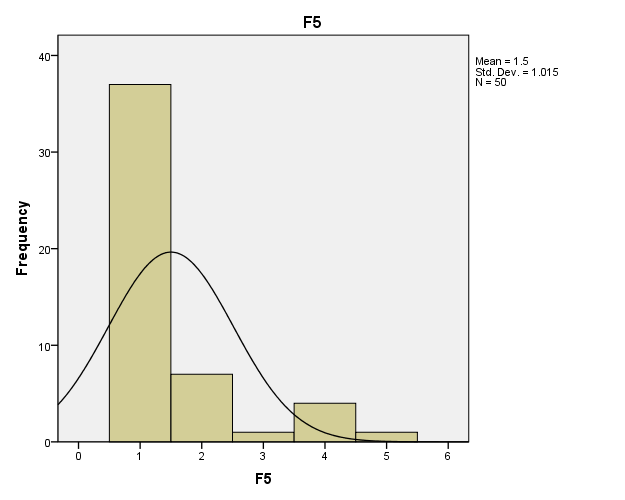 F5
Mean = 1.5
Std. Dev. = 1.015
N = 50
40
30
20
10
0
Frequency
0 1 2 3 4 5 6
F5